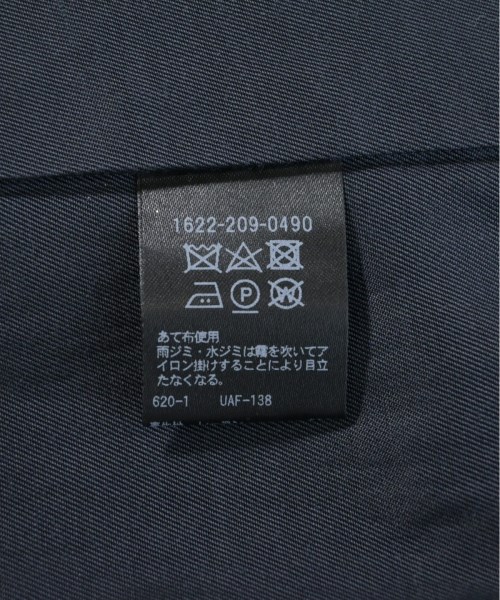 1622-209-0490
P
W
あて布使用
雨ジミ・水ジミは霧を吹いてア
イロン掛けすることにより目立
たなくなる。
620-1 UAF-138